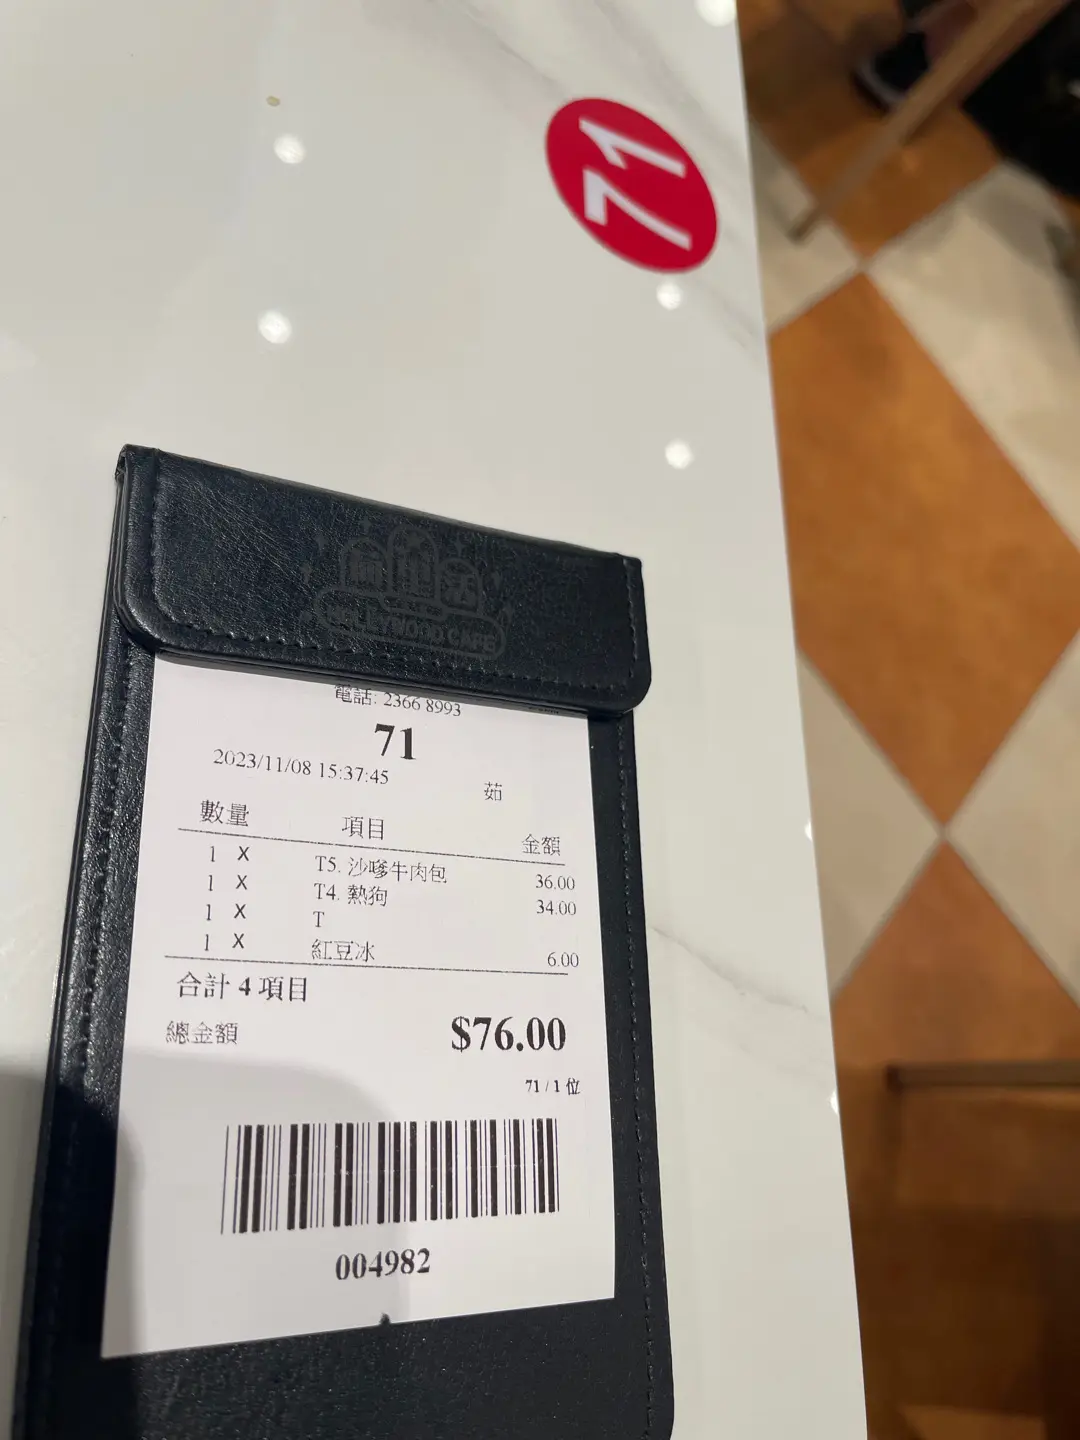 71
電話: 2366 8993
71
2023/11/08 15:37:45 茹
數量 項目 金額
1 X T5. 沙嗲牛肉包 36.00
1 X T4. 熱狗 34.00
1 X T
1 X 紅豆冰 6.00
合計 4 項目
總金額 $76.00
71 / 1 位
004982